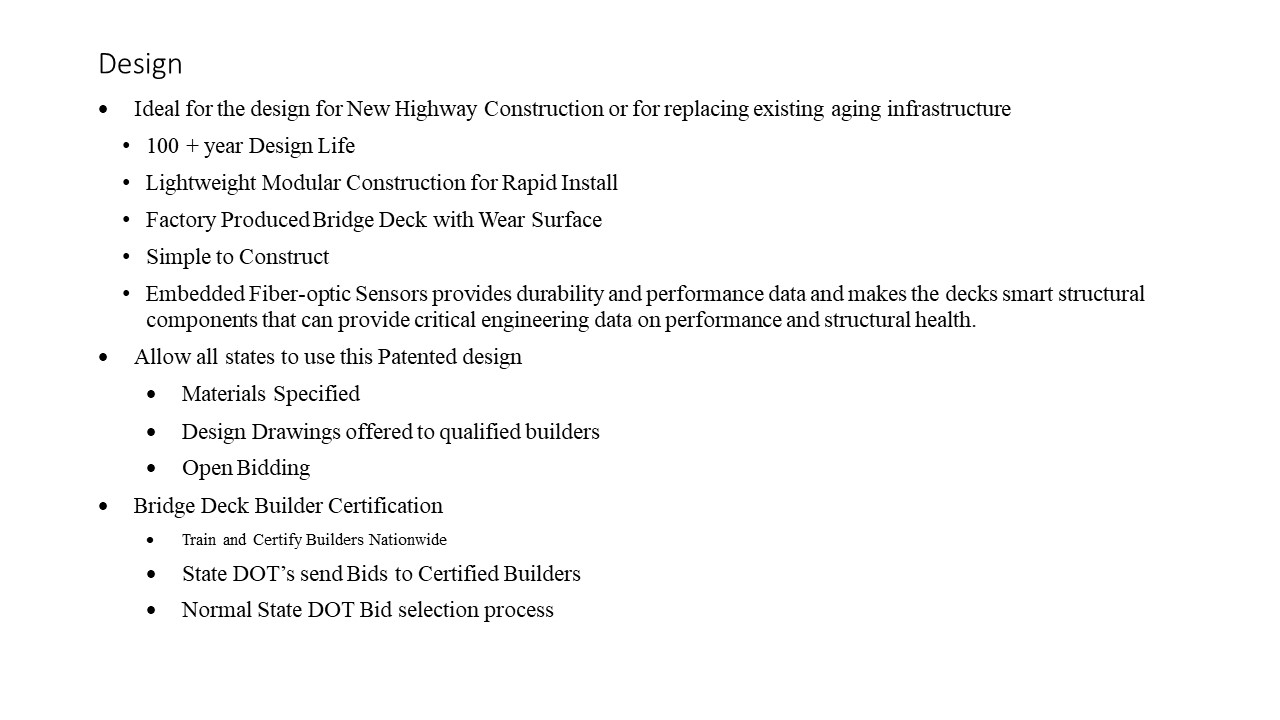 Design
• Ideal for the design for New Highway Construction or for replacing existing aging infrastructure
• 100 + year Design Life
• Lightweight Modular Construction for Rapid Install
• Factory Produced Bridge Deck with Wear Surface
• Simple to Construct
• Embedded Fiber-optic Sensors provides durability and performance data and makes the decks smart structural
components that can provide critical engineering data on performance and structural health.
• Allow all states to use this Patented design
• Materials Specified
• Design Drawings offered to qualified builders
• Open Bidding
• Bridge Deck Builder Certification
• Train and Certify Builders Nationwide
• State DOT’s send Bids to Certified Builders
• Normal State DOT Bid selection process